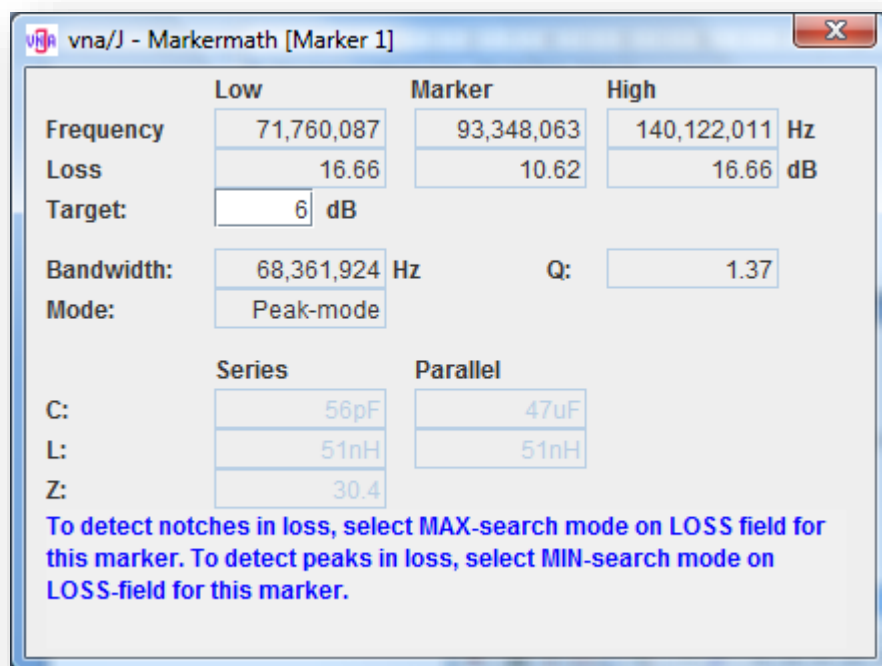 VNA vna/J - Markermath [Marker 1]
Low Marker High
Frequency 71,760,087 93,348,063 140,122,011 Hz
Loss 16.66 10.62 16.66 dB
Target: 6 dB
Bandwidth: 68,361,924 Hz Q: 1.37
Mode: Peak-mode
Series Parallel
C: 56pF 47uF
L: 51nH 51nH
Z: 30.4
To detect notches in loss, select MAX-search mode on LOSS field for
this marker. To detect peaks in loss, select MIN-search mode on
LOSS-field for this marker.